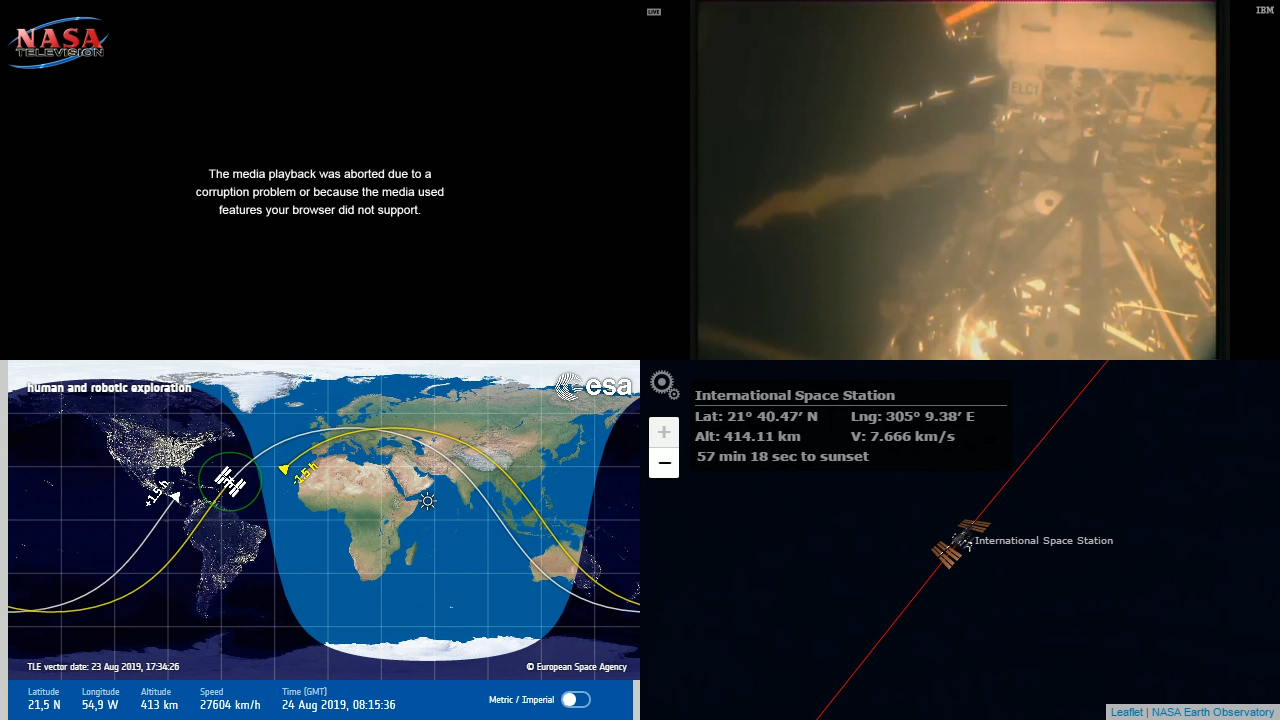 NASA
TELEVISION
The media playback was aborted due to a
corruption problem or because the media used
features your browser did not support.
LIVE
IBM
ELC1
human and robotic exploration
esa
+1.5 h
-1.5 h
TLE vector date: 23 Aug 2019, 17:34:26
© European Space Agency
Latitude
21,5 N
Longitude
54,9 W
Altitude
413 km
Speed
27604 km/h
Time (GMT)
24 Aug 2019, 08:15:36
Metric / Imperial
International Space Station
Lat: 21° 40.47′ N
Lng: 305° 9.38′ E
Alt: 414.11 km
V: 7.666 km/s
57 min 18 sec to sunset
+
−
International Space Station
Leaflet | NASA Earth Observatory